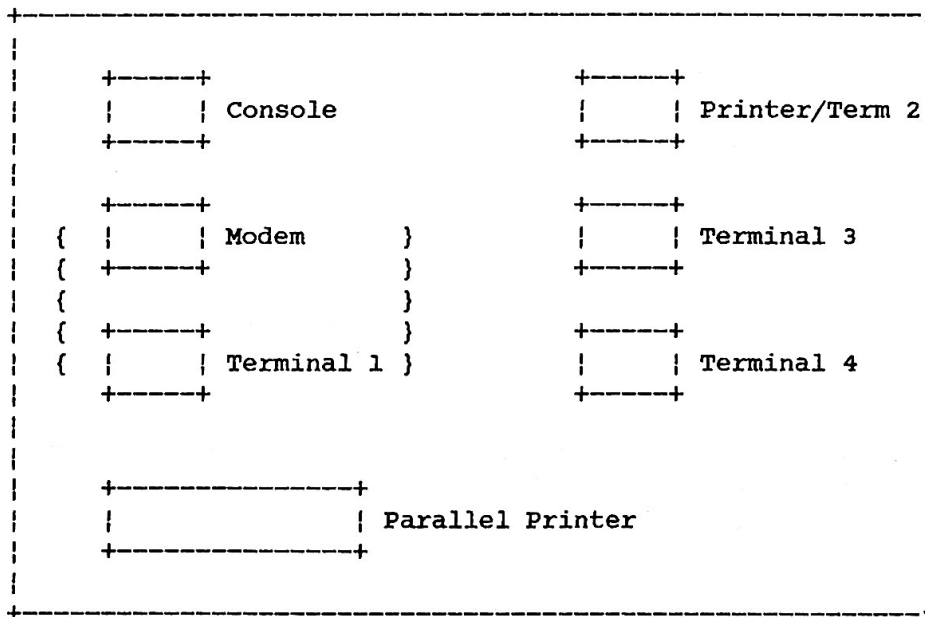 Console Printer/Term 2
{ Modem } Terminal 3
{ }
{ }
{ }
{ Terminal 1 } Terminal 4
Parallel Printer